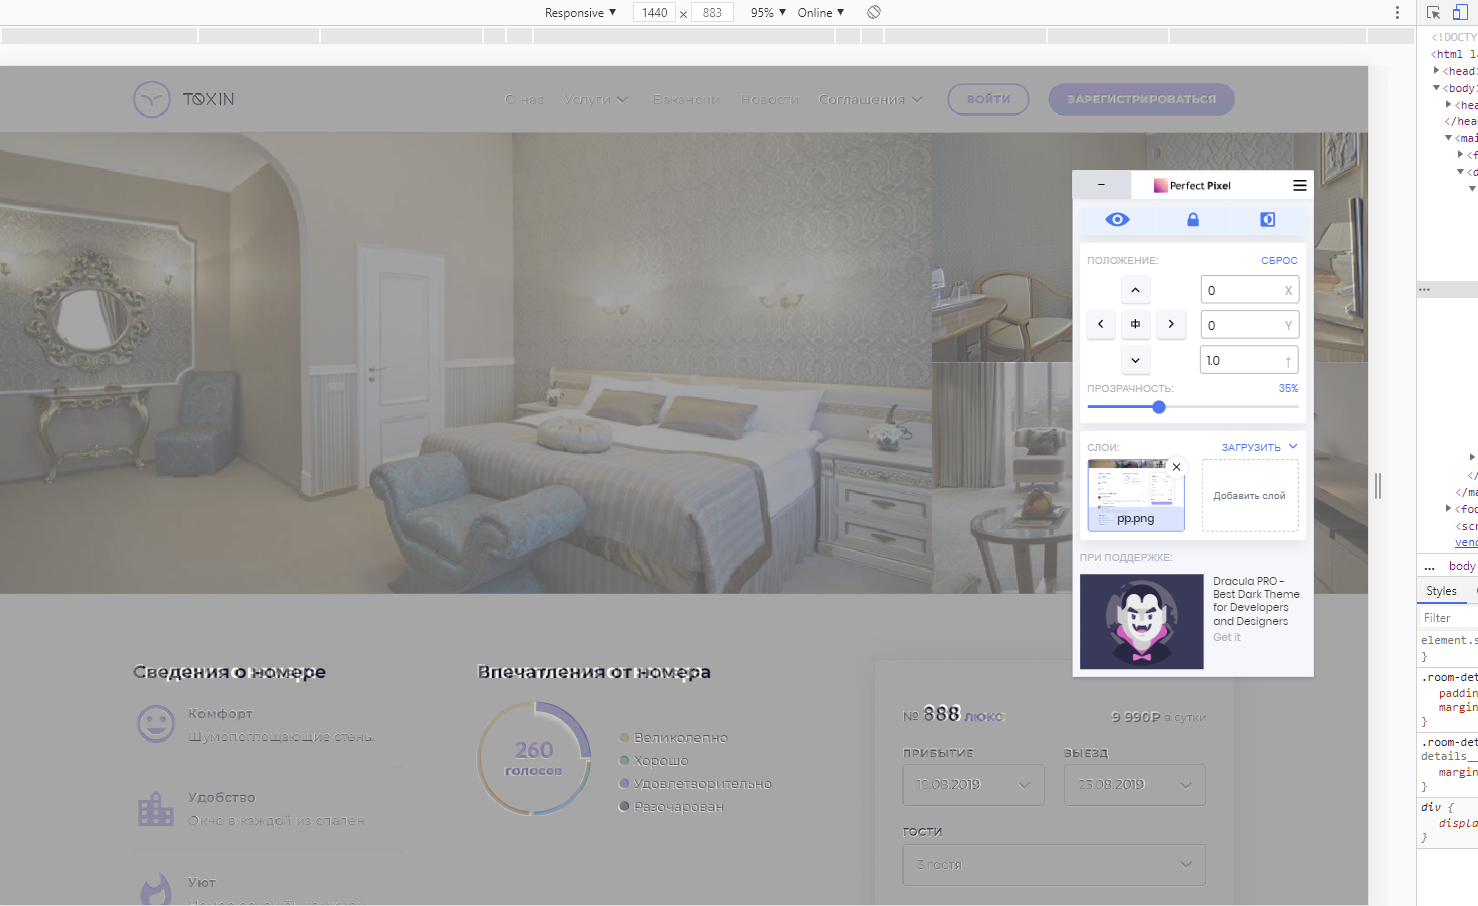 Responsive ▼ 1440 × 883 95% ▼ Online ▼
TOXIN О нас Услуги Вакансии Новости Соглашения ВОЙТИ ЗАРЕГИСТРИРОВАТЬСЯ
Perfect Pixel
ПОЛОЖЕНИЕ: СБРОС
0 X
0 Y
1.0 ↑
ПРОЗРАЧНОСТЬ: 35%
СЛОИ: ЗАГРУЗИТЬ
pp.png
Добавить слой
ПРИ ПОДДЕРЖКЕ:
Dracula PRO -
Best Dark Theme
for Developers
and Designers
Get it
Сведения о номере
Комфорт
Шумопоглощающие стены
Удобство
Окно в каждой из спален
Уют
Впечатления от номера
260
голосов
Великолепно
Хорошо
Удовлетворительно
Разочарован
№ 888 люкс 9 990₽ в сутки
ПРИБЫТИЕ ВЫЕЗД
19.08.2019 23.08.2019
ГОСТИ
3 гостя
<!DOCTY
<html la
<head:
<body:
<hea
</hea
<mai
<f
<d
</
</ma
<foo
<scr
venc
... body
Styles
Filter
element.s
}
.room-det
paddin
margin
}
.room-det
details__
margin
}
div {
displa
}